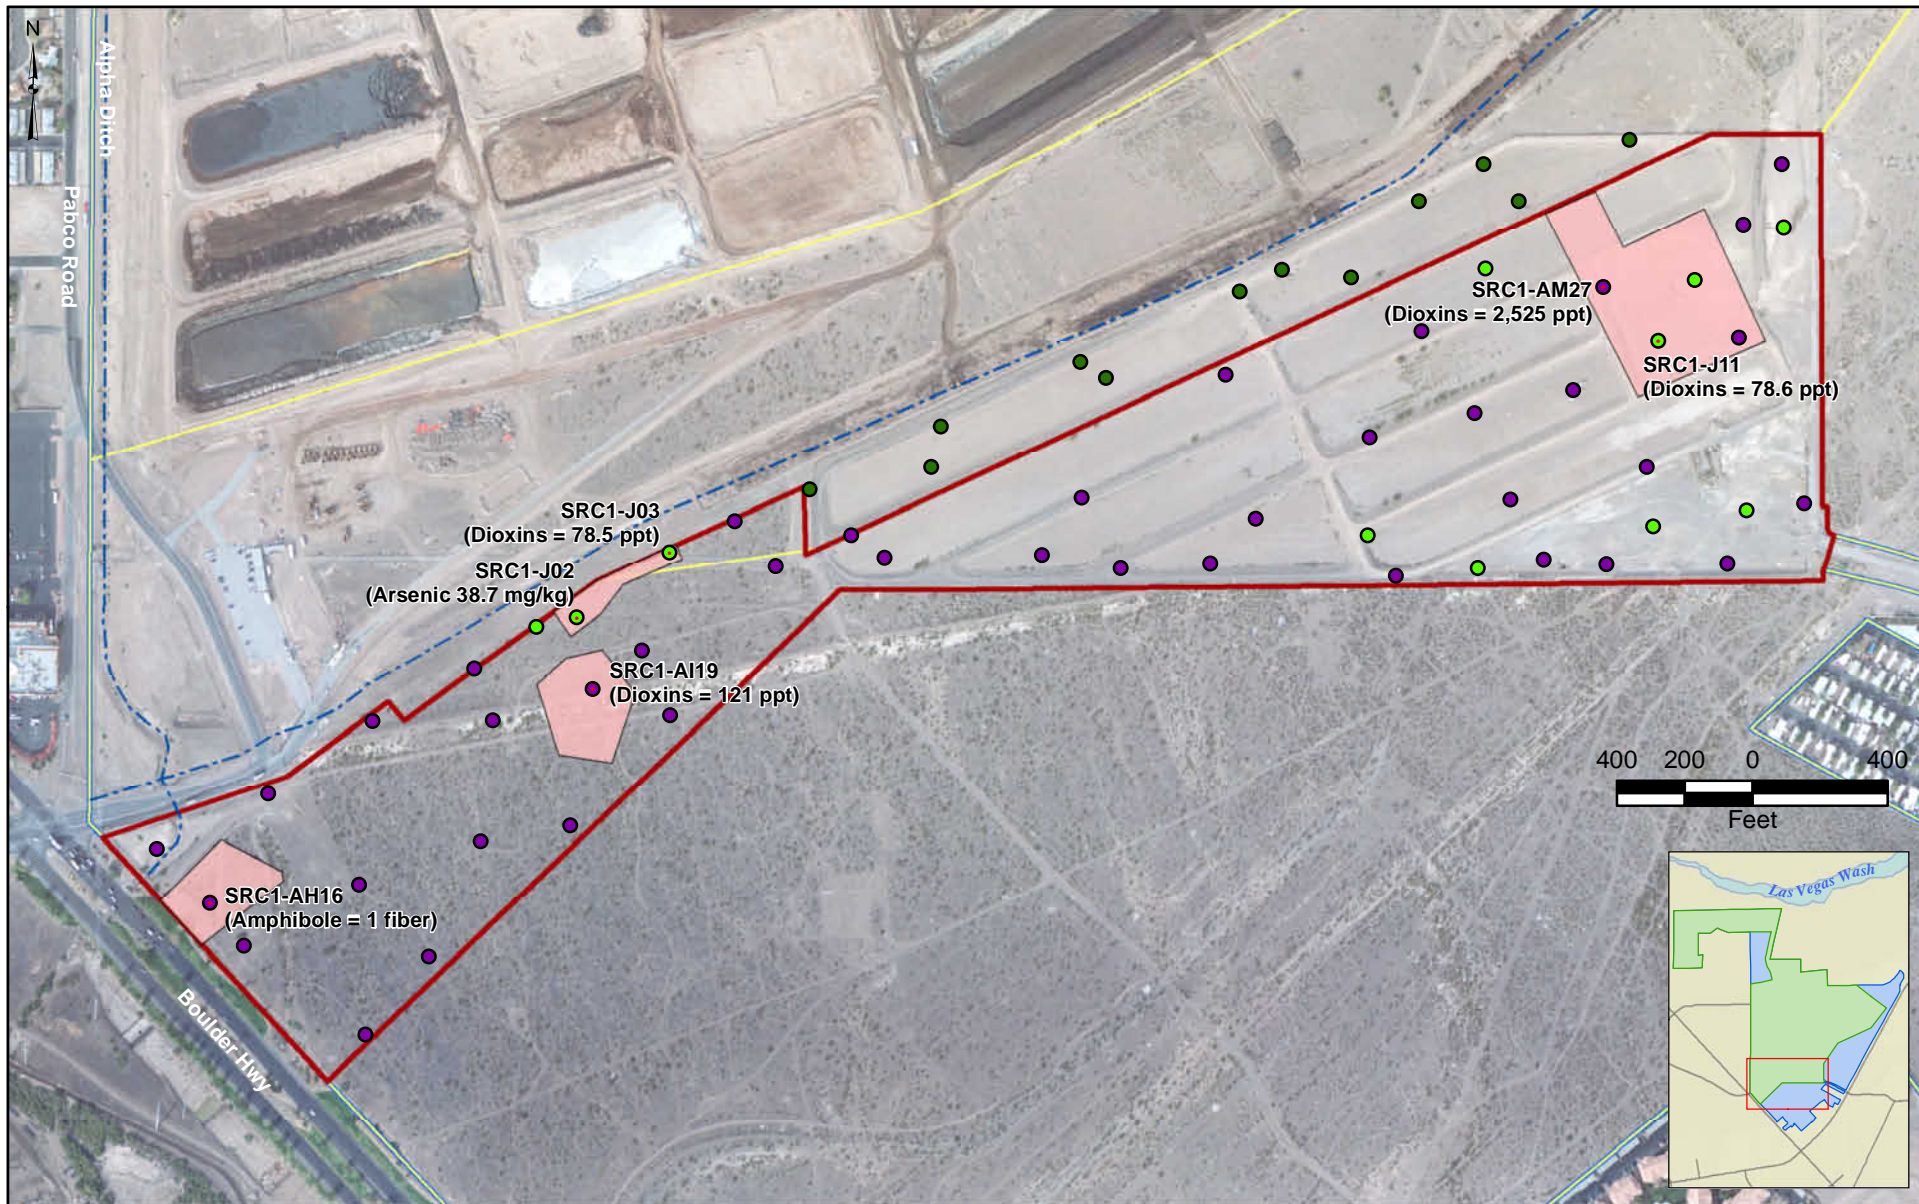 N
Alpha Ditch
Pabco Road
SRC1-AM27
(Dioxins = 2,525 ppt)
SRC1-J11
(Dioxins = 78.6 ppt)
SRC1-J03
(Dioxins = 78.5 ppt)
SRC1-J02
(Arsenic 38.7 mg/kg)
SRC1-AI19
(Dioxins = 121 ppt)
400 200 0 400
Feet
SRC1-AH16
(Amphibole = 1 fiber)
Boulder Hwy
Las Vegas Wash